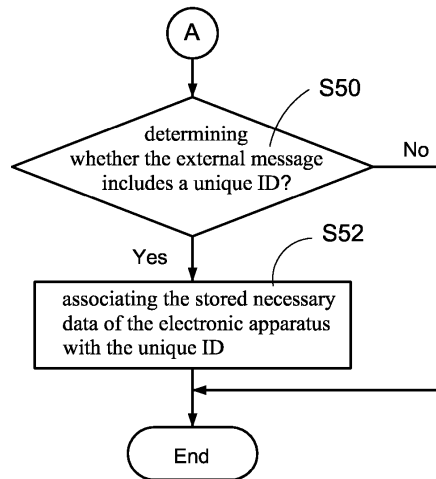 A
S50
determining
whether the external message
includes a unique ID?
No
Yes
S52
associating the stored necessary
data of the electronic apparatus
with the unique ID
End